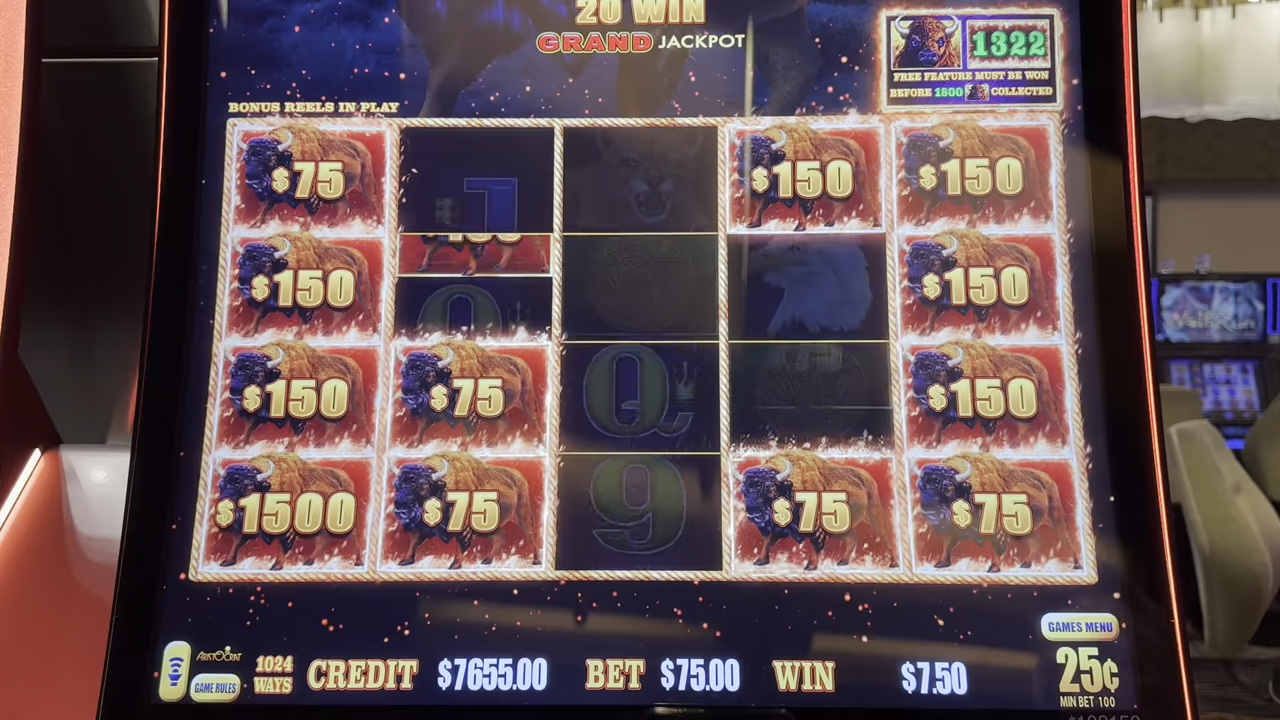 20 WIN
GRAND JACKPOT
1322
FREE FEATURE MUST BE WON
BEFORE 1800 COLLECTED
BONUS REELS IN PLAY
$75
$150
$150
J
$150
$150
Q
$150
$75
Q
$150
$1500
$75
9
$75
$75
GAMES MENU
ARISTOCRAT
GAME RULES
1024
WAYS
CREDIT $7655.00 BET $75.00 WIN $7.50
25¢
MIN BET 100